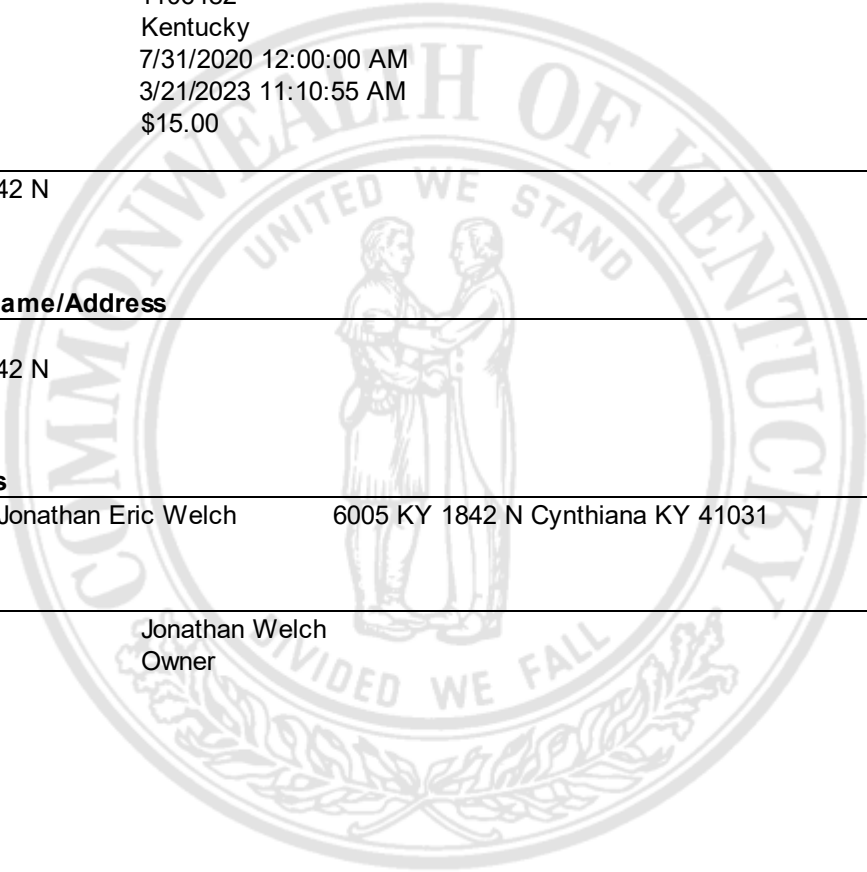 Kentucky
7/31/2020 12:00:00 AM
3/21/2023 11:10:55 AM
$15.00
42 N
ame/Address
42 N
s
Jonathan Eric Welch 6005 KY 1842 N Cynthiana KY 41031
Jonathan Welch
Owner
COMMONWEALTH OF KENTUCKY
UNITED WE STAND
DIVIDED WE FALL